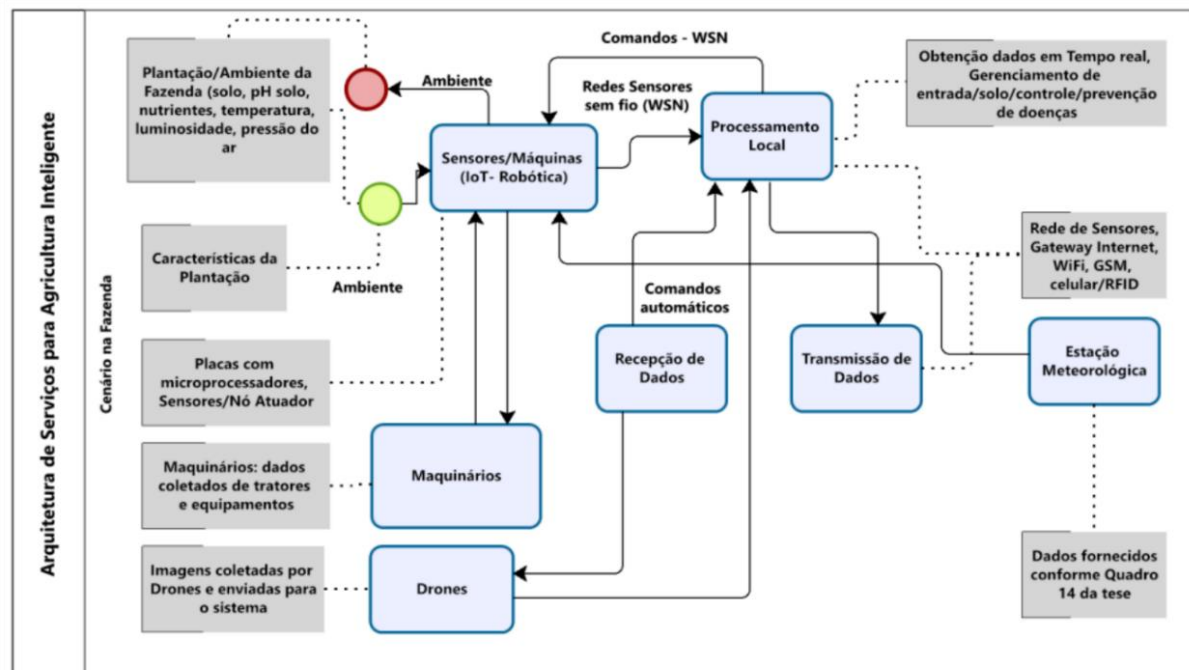 Arquitetura de Serviços para Agricultura Inteligente
Cenário na Fazenda
Plantação/Ambiente da
Fazenda (solo, pH solo,
nutrientes, temperatura,
luminosidade, pressão do
ar
Ambiente
Comandos - WSN
Redes Sensores
sem fio (WSN)
Sensores/Máquinas
(IoT- Robótica)
Processamento
Local
Obtenção dados em Tempo real,
Gerenciamento de
entrada/solo/controle/prevenção
de doenças
Características da
Plantação
Ambiente
Rede de Sensores,
Gateway Internet,
WiFi, GSM,
celular/RFID
Comandos
automáticos
Placas com
microprocessadores,
Sensores/Nó Atuador
Recepção de
Dados
Transmissão de
Dados
Estação
Meteorológica
Maquinários: dados
coletados de tratores
e equipamentos
Maquinários
Imagens coletadas por
Drones e enviadas para
o sistema
Drones
Dados fornecidos
conforme Quadro
14 da tese